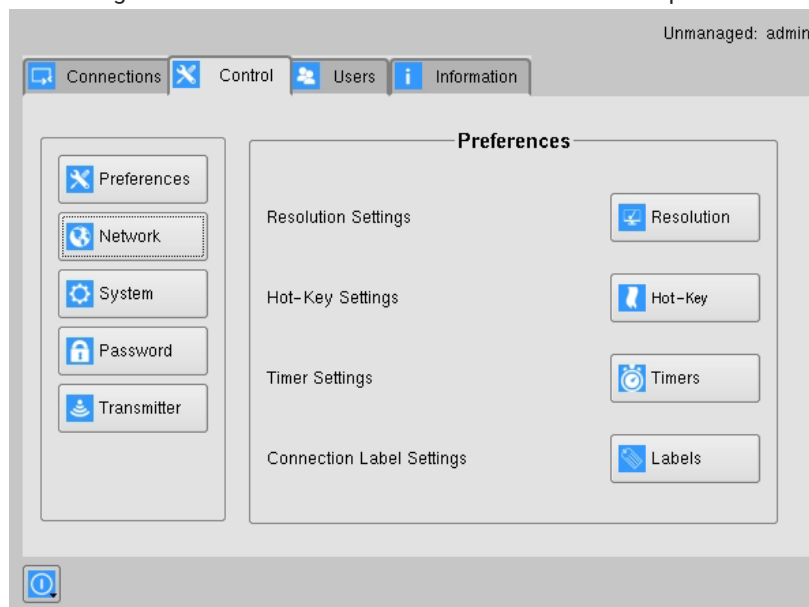 Unmanaged: admin
Connections Control Users Information
Preferences
Preferences
Network
System
Password
Transmitter
Resolution Settings Resolution
Hot-Key Settings Hot-Key
Timer Settings Timers
Connection Label Settings Labels